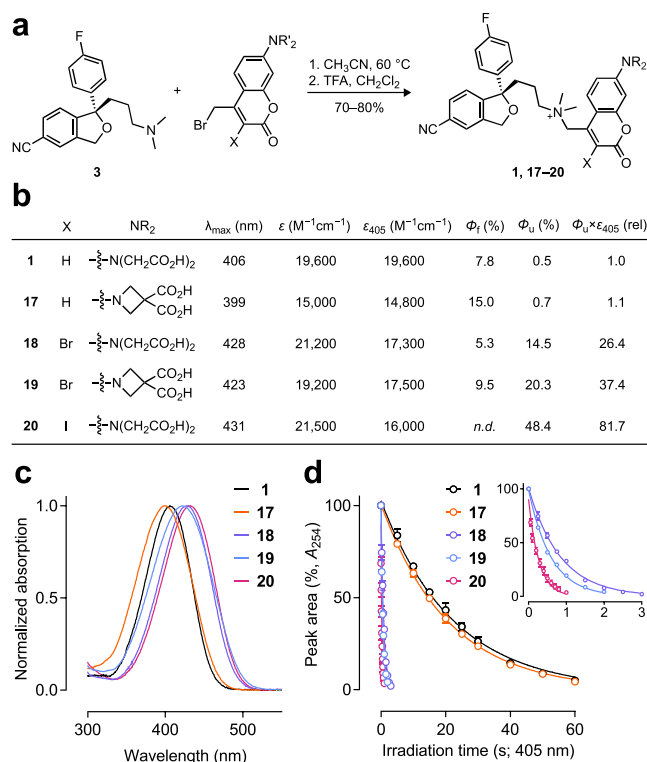 a
F
NR'2
1. CH3CN, 60 °C
2. TFA, CH2Cl2
70–80%
+
Br
X
O
O
O
N
NC
3
F
NR2
O
N
+
NC
X
O
O
1, 17–20
b
X NR2 λmax (nm) ε (M−1cm−1) ε405 (M−1cm−1) Φf (%) Φu (%) Φu×ε405 (rel)
1 H N(CH2CO2H)2 406 19,600 19,600 7.8 0.5 1.0
17 H N CO2H CO2H 399 15,000 14,800 15.0 0.7 1.1
18 Br N(CH2CO2H)2 428 21,200 17,300 5.3 14.5 26.4
19 Br N CO2H CO2H 423 19,200 17,500 9.5 20.3 37.4
20 I N(CH2CO2H)2 431 21,500 16,000 n.d. 48.4 81.7
c
Normalized absorption
1.0
0.5
0.0
300 400 500
Wavelength (nm)
1
17
18
19
20
d
Peak area (%, A254)
100
50
0
0 20 40 60
Irradiation time (s; 405 nm)
1
17
18
19
20
100
50
0
0 1 2 3